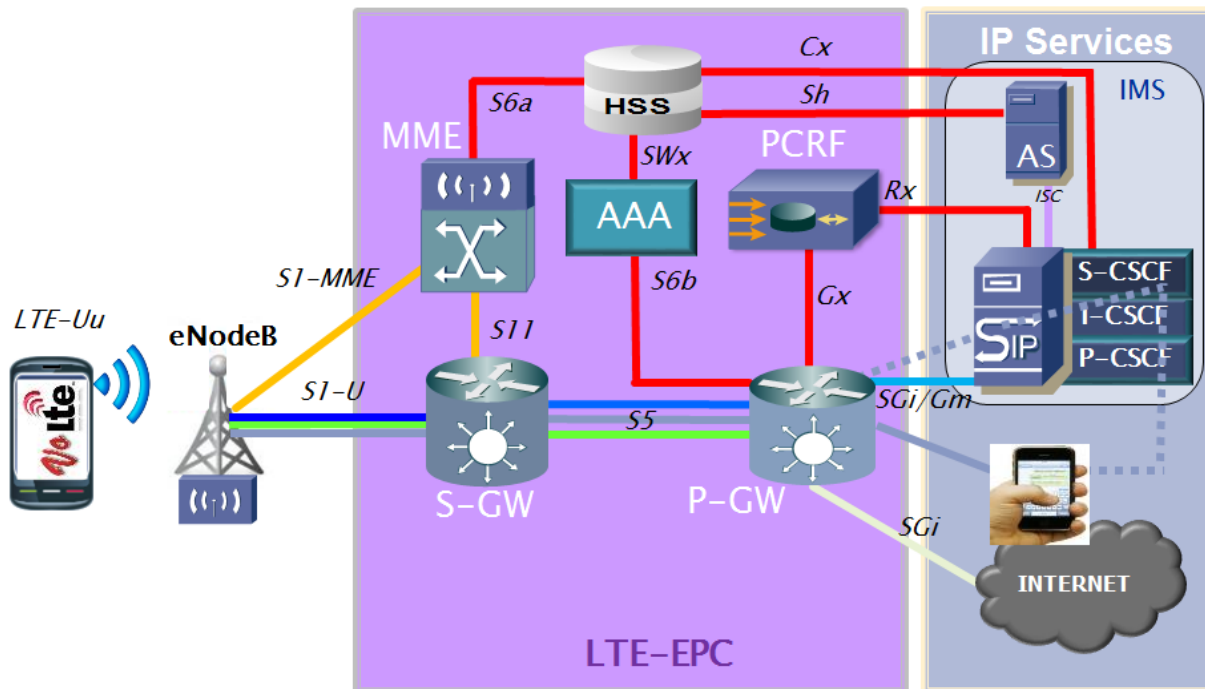 IP Services
IMS
Cx
S6a
HSS
Sh
MME
PCRF
AS
SWx
ISC
AAA
Rx
S-CSCF
S1-MME
S6b
Gx
I-CSCF
LTE-Uu
eNodeB
S11
SIP
P-CSCF
VoLte
S1-U
S5
SGi/Gm
S-GW
P-GW
SGi
INTERNET
LTE-EPC